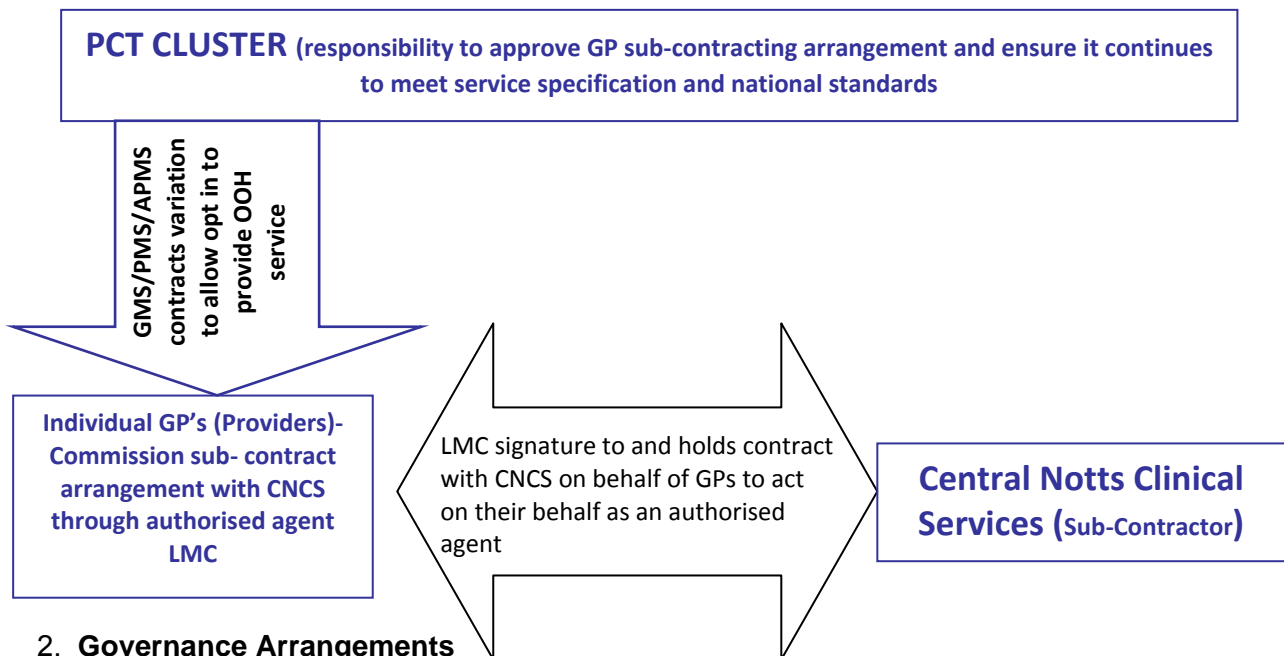 PCT CLUSTER (responsibility to approve GP sub-contracting arrangement and ensure it continues
to meet service specification and national standards
GMS/PMS/APMS
contracts variation
to allow opt in to
provide OOH
service
Individual GP's (Providers)-
Commission sub- contract
arrangement with CNCS
through authorised agent
LMC
LMC signature to and holds contract
with CNCS on behalf of GPs to act
on their behalf as an authorised
agent
Central Notts Clinical
Services (Sub-Contractor)
2. Governance Arrangements